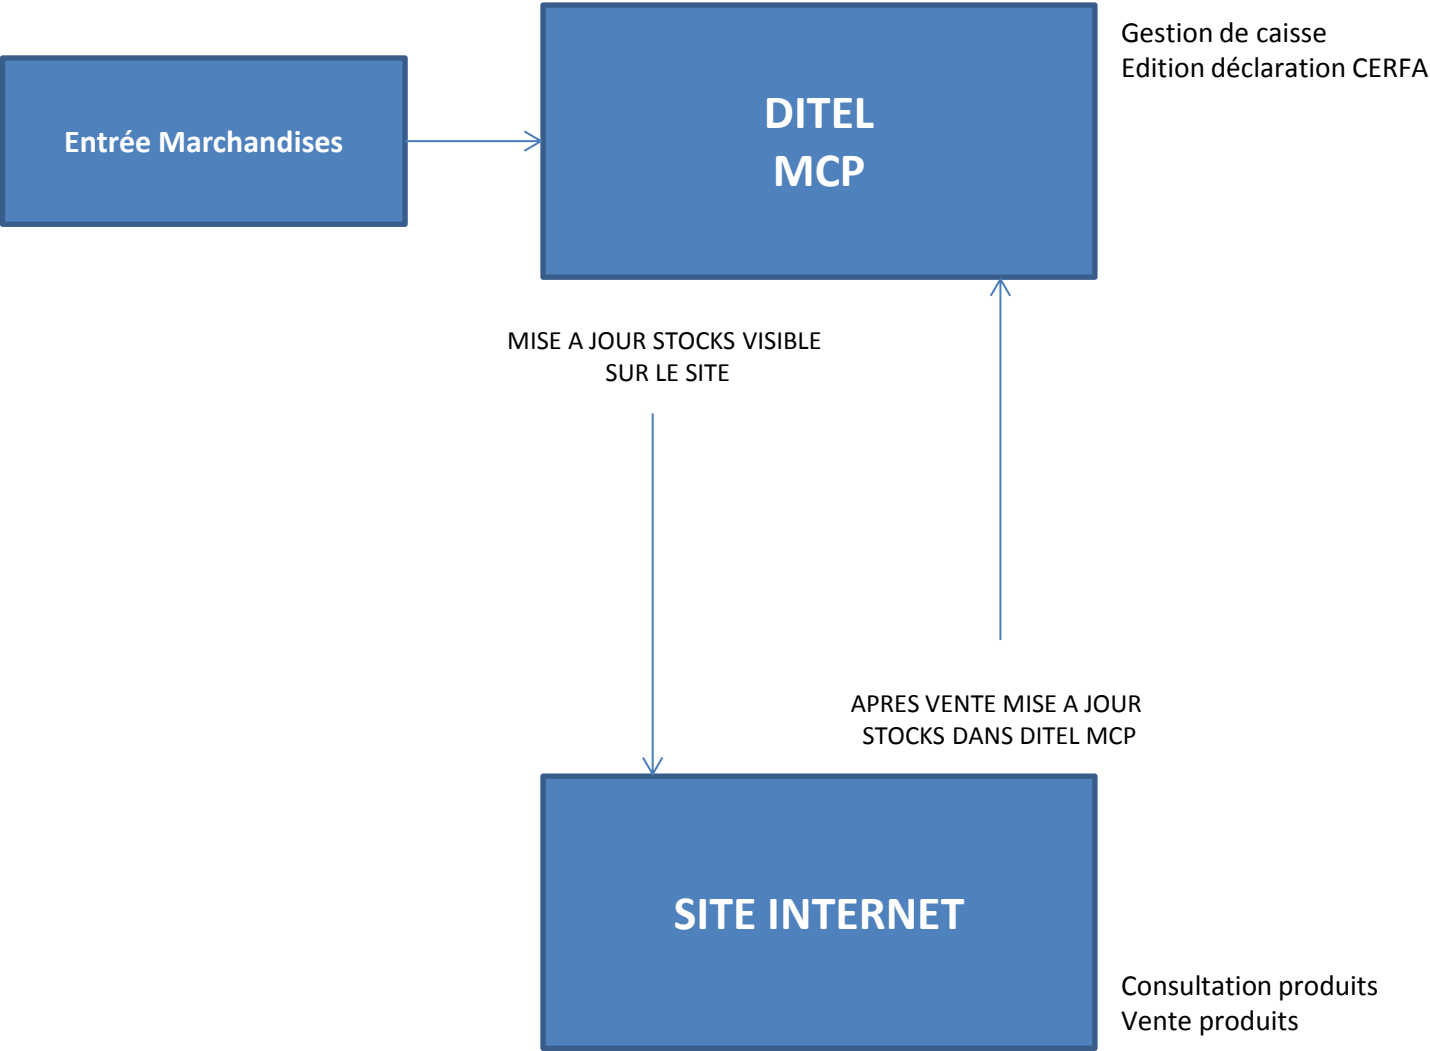 Gestion de caisse
Edition déclaration CERFA
Entrée Marchandises
DITEL
MCP
MISE A JOUR STOCKS VISIBLE
SUR LE SITE
APRES VENTE MISE A JOUR
STOCKS DANS DITEL MCP
SITE INTERNET
Consultation produits
Vente produits